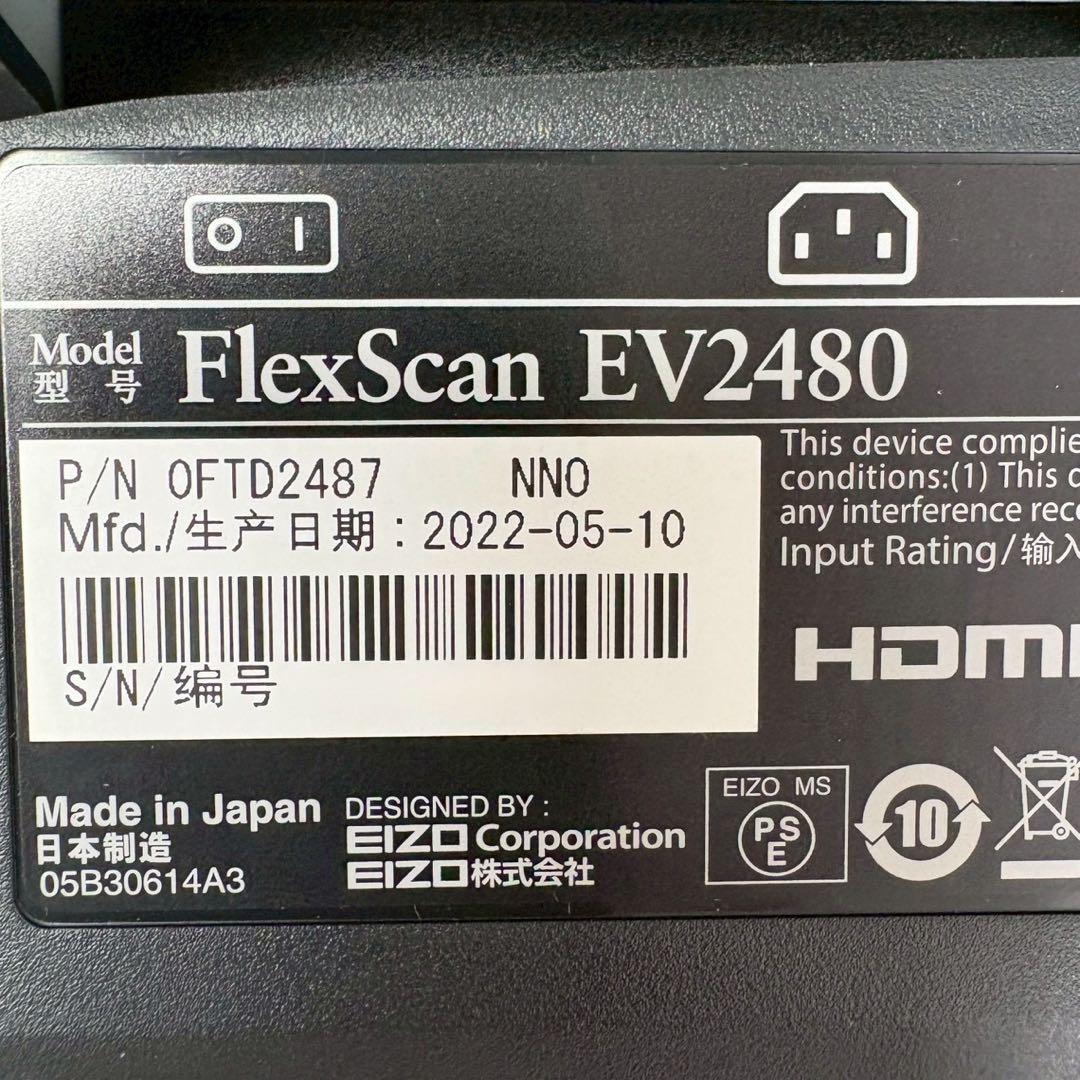 Model FlexScan EV2480
型 号
P/N 0FTD2487 NN0
Mfd./生产日期：2022-05-10
S/N/编号
This device complie
conditions:(1) This
any interference rec
Input Rating/输入
HDMI
Made in Japan
日本制造
05B30614A3
DESIGNED BY :
EIZO Corporation
EIZO株式会社
EIZO MS
PS
E
10